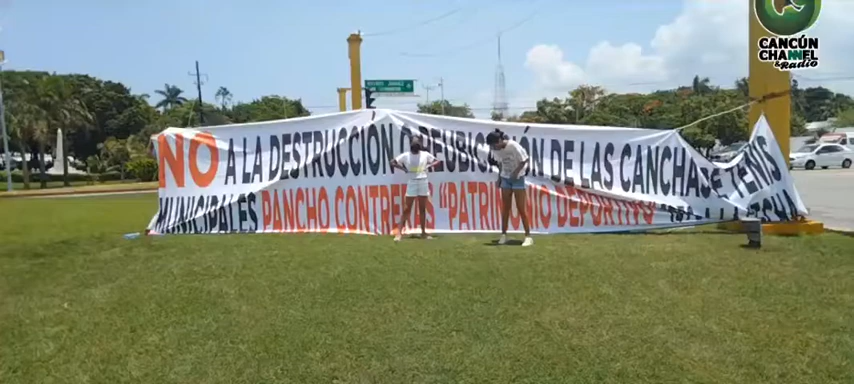 CANCÚN
CHANNEL
&Radio
NO A LA DESTRUCCIÓN O REUBICACIÓN DE LAS CANCHAS DE TENIS
MUNICIPALES PANCHO CONTRERAS "PATRIMONIO DEPORTIVO"